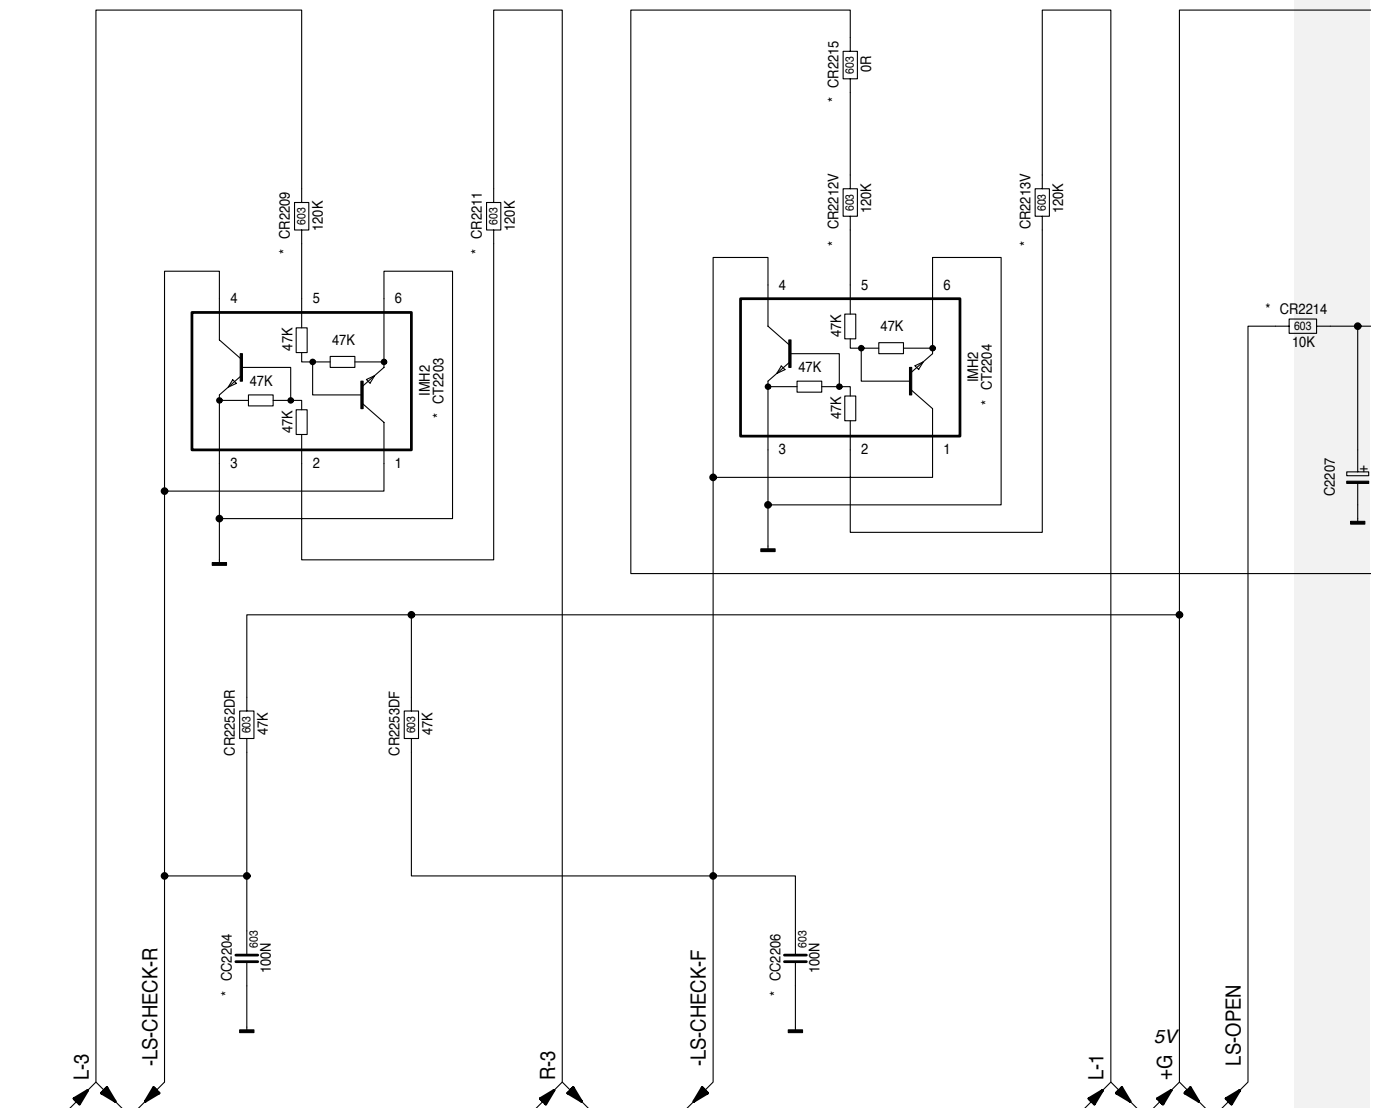 * CR2215
603
0R
* CR2209
603
120K
* CR2211
603
120K
* CR2212V
603
120K
* CR2213V
603
120K
4
5
6
47K
47K
47K
47K
3
2
1
IMH2
* CT2203
4
5
6
47K
47K
47K
47K
3
2
1
IMH2
* CT2204
* CR2214
603
10K
+
C2207
CR2252DR
603
47K
CR2253DF
603
47K
* CC2204
603
100N
* CC2206
603
100N
L-3
-LS-CHECK-R
R-3
-LS-CHECK-F
L-1
5V
+G
LS-OPEN